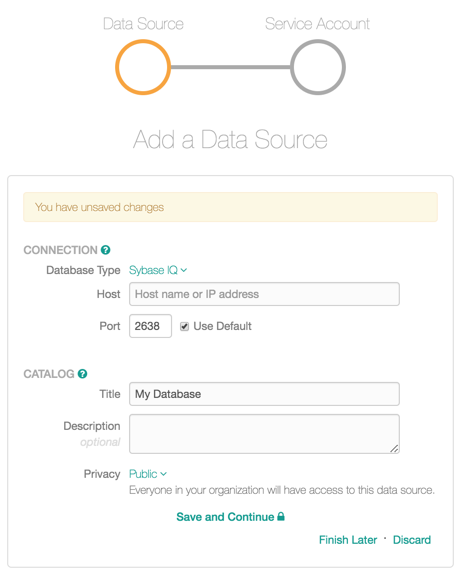 Data Source Service Account
Add a Data Source
You have unsaved changes
CONNECTION ?
Database Type Sybase IQ
Host Host name or IP address
Port 2638 Use Default
CATALOG ?
Title My Database
Description
optional
Privacy Public
Everyone in your organization will have access to this data source.
Save and Continue
Finish Later · Discard